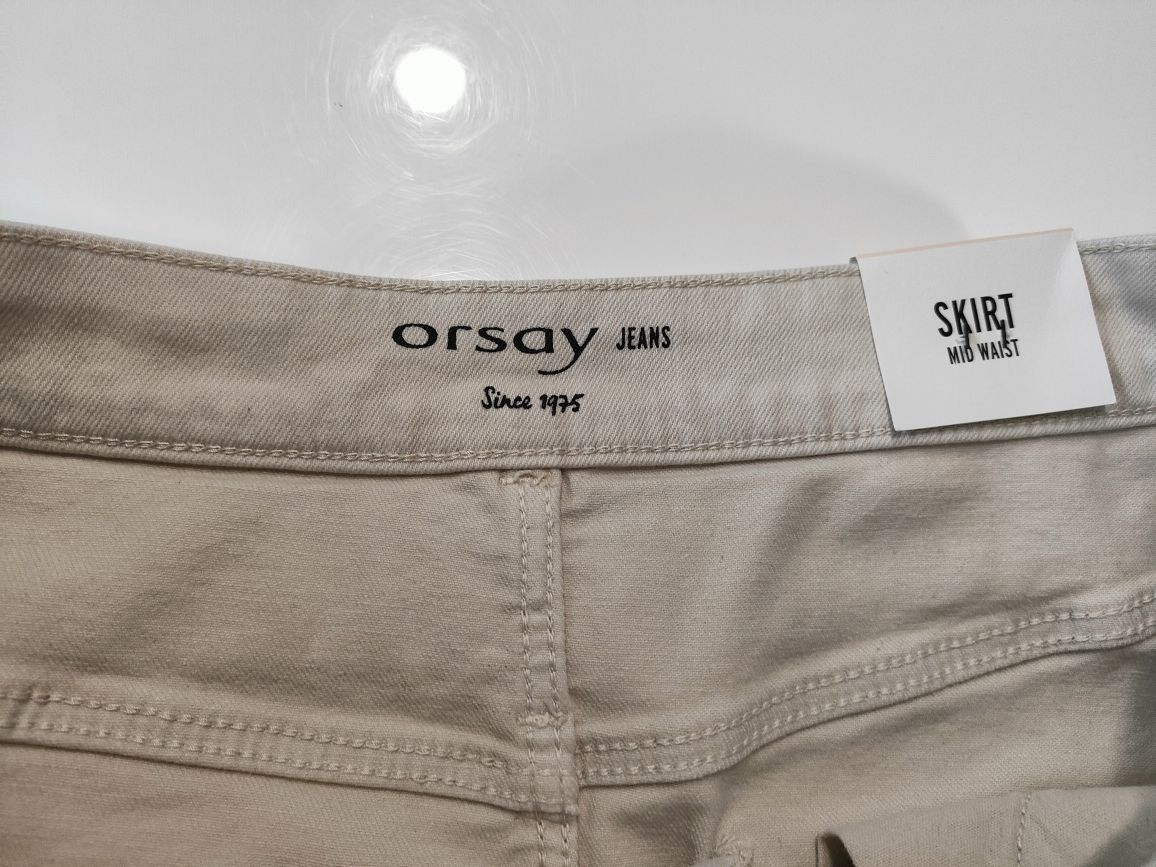 orsay JEANS
Since 1975
SKIRT
MID WAIST